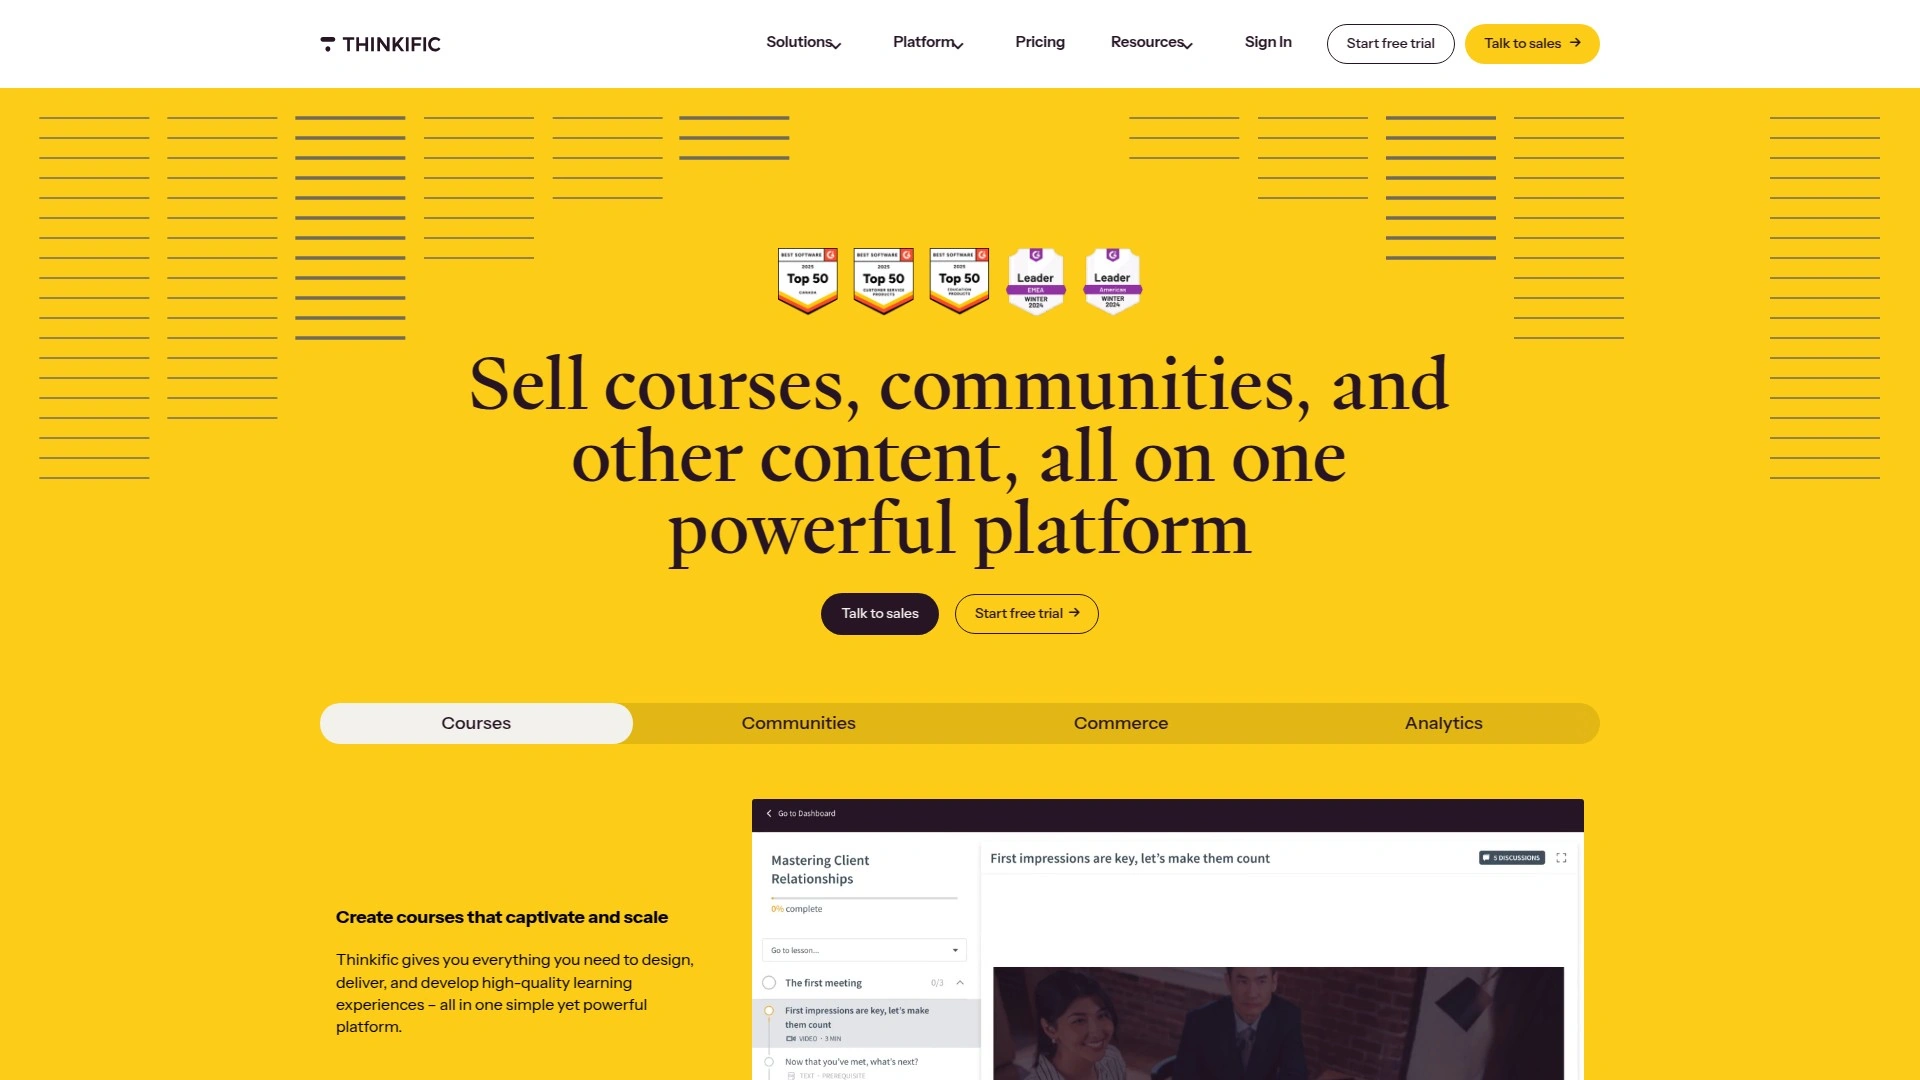 THINKIFIC
Solutions
Platform
Pricing
Resources
Sign In
Start free trial
Talk to sales →
BEST SOFTWARE
2025
Top 50
CANADA
BEST SOFTWARE
2025
Top 50
CUSTOMER SERVICE
PRODUCTS
BEST SOFTWARE
2025
Top 50
EDUCATION
PRODUCTS
Leader
EMEA
WINTER
2024
Leader
Americas
WINTER
2024
Sell courses, communities, and
other content, all on one
powerful platform
Talk to sales
Start free trial →
Courses
Communities
Commerce
Analytics
Create courses that captivate and scale
Thinkific gives you everything you need to design,
deliver, and develop high-quality learning
experiences – all in one simple yet powerful
platform.
Go to Dashboard
Mastering Client
Relationships
0% complete
Go to lesson...
The first meeting 0/3
First impressions are key, let's make
them count
VIDEO · 3 MIN
Now that you've met, what's next?
TEXT · PREREQUISITE
First impressions are key, let's make them count
5 DISCUSSIONS